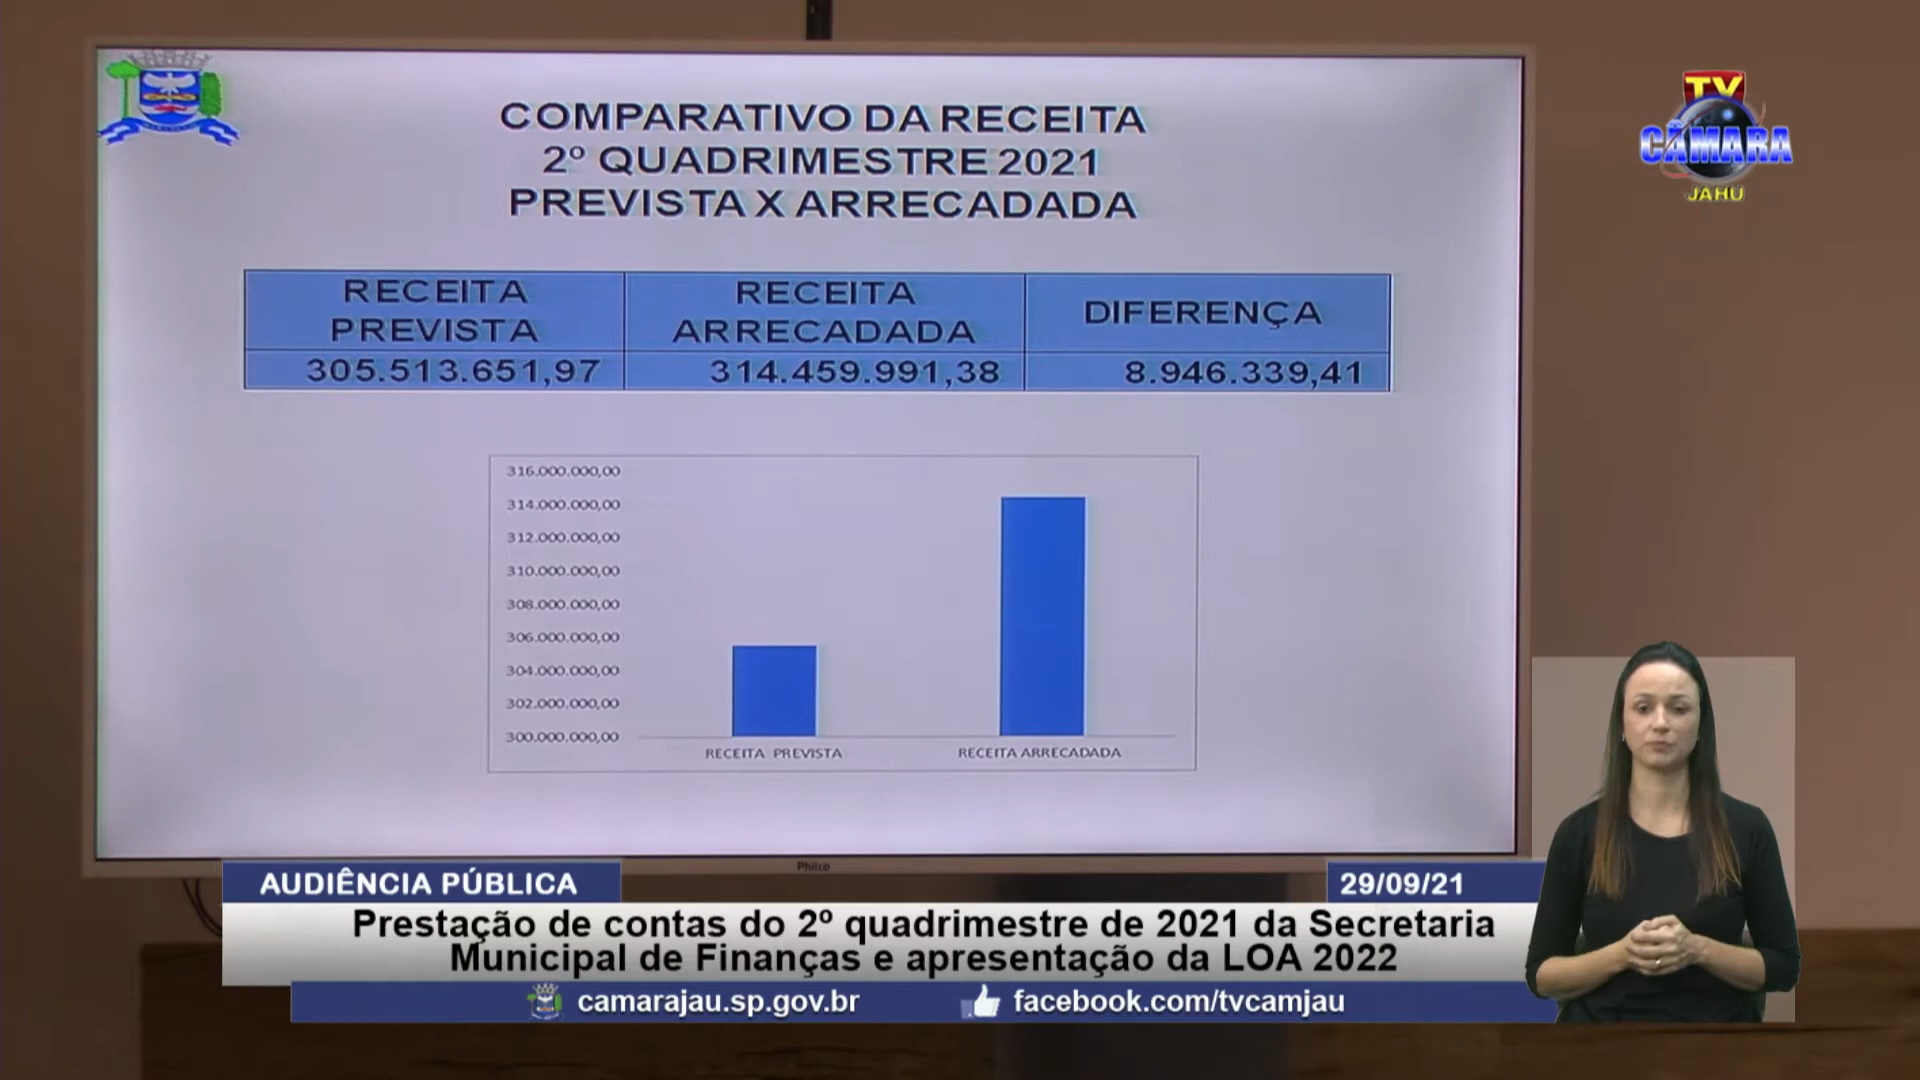 COMPARATIVO DA RECEITA
2º QUADRIMESTRE 2021
PREVISTA X ARRECADADA
TV
CÂMARA
JAHU
RECEITA PREVISTA
RECEITA ARRECADADA
DIFERENÇA
305.513.651,97
314.459.991,38
8.946.339,41
316.000.000,00
314.000.000,00
312.000.000,00
310.000.000,00
308.000.000,00
306.000.000,00
304.000.000,00
302.000.000,00
300.000.000,00
RECEITA PREVISTA
RECEITA ARRECADADA
Philco
AUDIÊNCIA PÚBLICA
29/09/21
Prestação de contas do 2º quadrimestre de 2021 da Secretaria
Municipal de Finanças e apresentação da LOA 2022
camarajau.sp.gov.br
facebook.com/tvcamjau